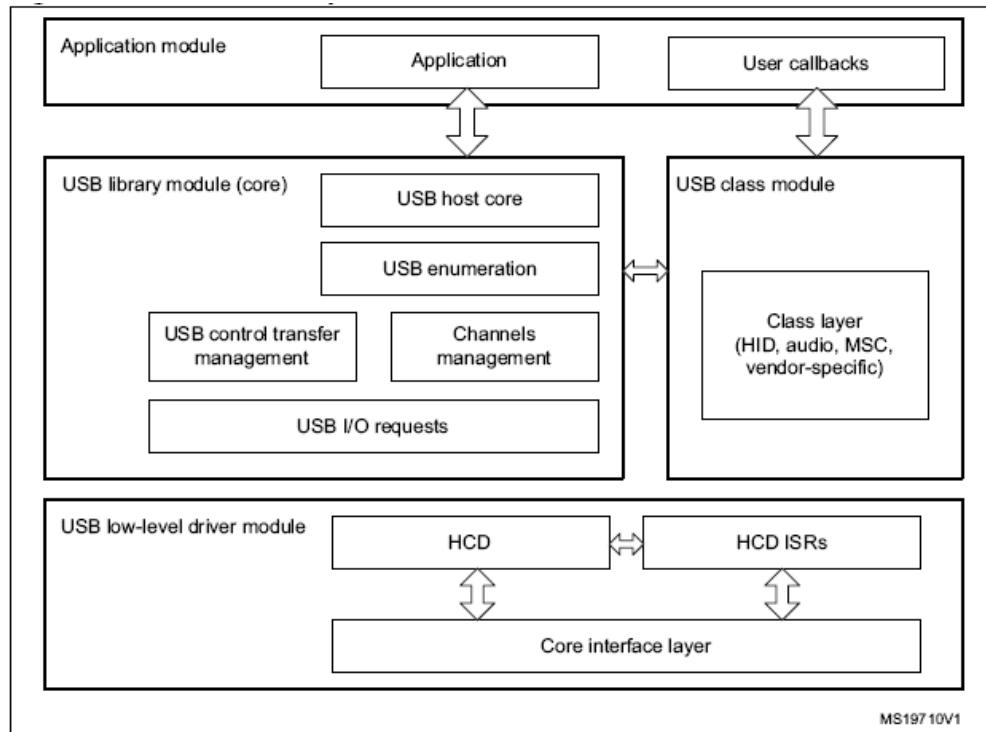 Application module
Application
User callbacks
USB library module (core)
USB host core
USB enumeration
USB control transfer
management
Channels
management
USB I/O requests
USB class module
Class layer
(HID, audio, MSC,
vendor-specific)
USB low-level driver module
HCD
HCD ISRs
Core interface layer
MS19710V1